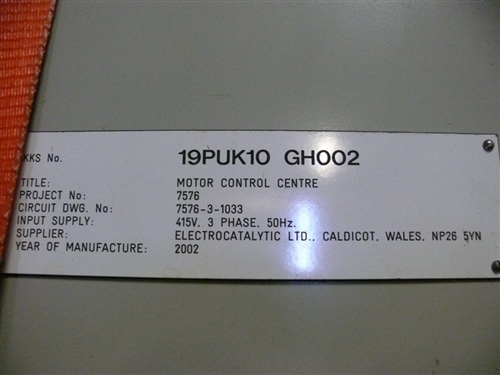 KKS No. 19PUK10 GH002
TITLE: MOTOR CONTROL CENTRE
PROJECT No: 7576
CIRCUIT DWG. No: 7576-3-1033
INPUT SUPPLY: 415V, 3 PHASE, 50Hz.
SUPPLIER: ELECTROCATALYTIC LTD., CALDICOT, WALES, NP26 5YN
YEAR OF MANUFACTURE: 2002